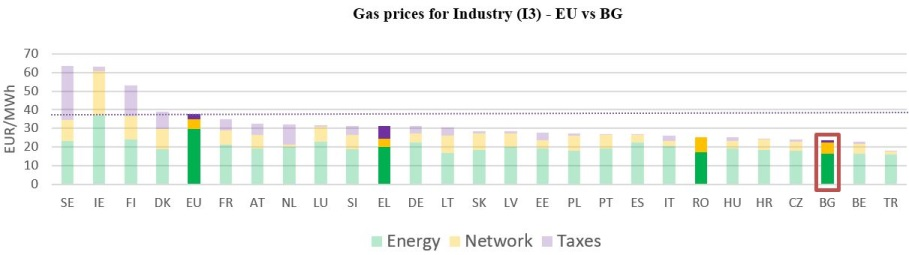 Gas prices for Industry (I3) - EU vs BG
EUR/MWh
70
60
50
40
30
20
10
0
SE IE FI DK EU FR AT NL LU SI EL DE LT SK LV EE PL PT ES IT RO HU HR CZ BG BE TR
Energy Network Taxes